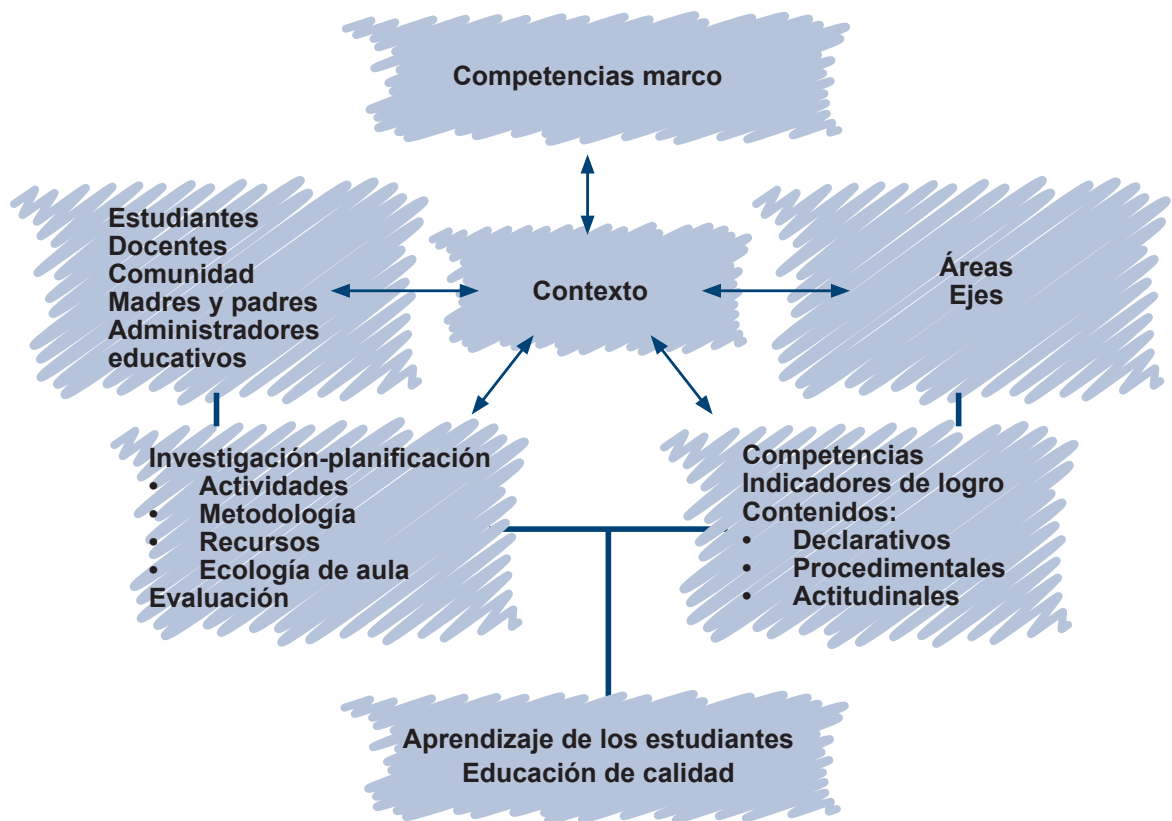 Competencias marco
Estudiantes
Docentes
Comunidad
Madres y padres
Administradores
educativos
Contexto
Áreas
Ejes
Investigación-planificación
• Actividades
• Metodología
• Recursos
• Ecología de aula
Evaluación
Competencias
Indicadores de logro
Contenidos:
• Declarativos
• Procedimentales
• Actitudinales
Aprendizaje de los estudiantes
Educación de calidad